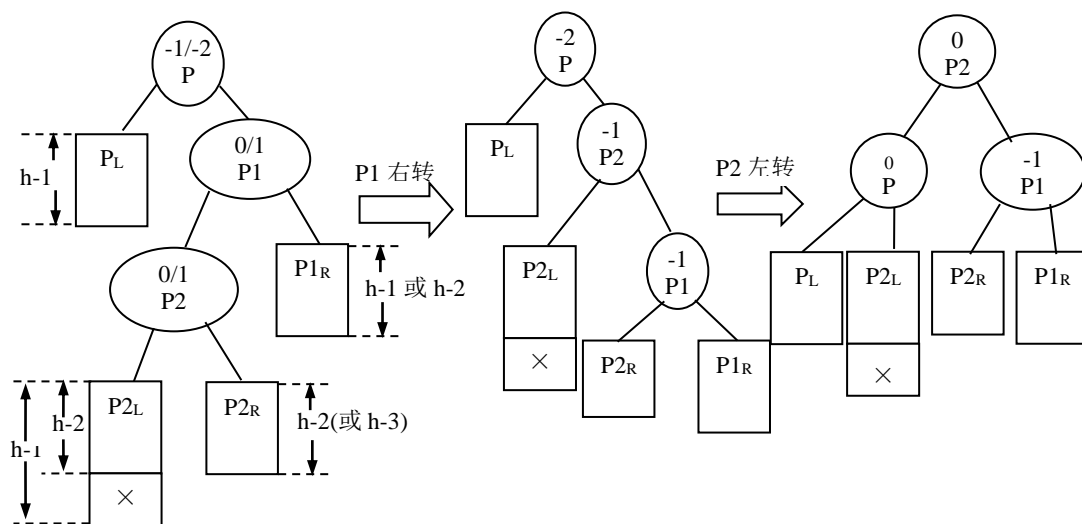 -1/-2
P
PL
h-1
0/1
P1
0/1
P2
P1R
h-1 或 h-2
P2L
h-2
h-1
×
P2R
h-2(或 h-3)
P1 右转
-2
P
PL
-1
P2
P2L
×
-1
P1
P2R
P1R
P2 左转
0
P2
0
P
-1
P1
PL
P2L
×
P2R
P1R